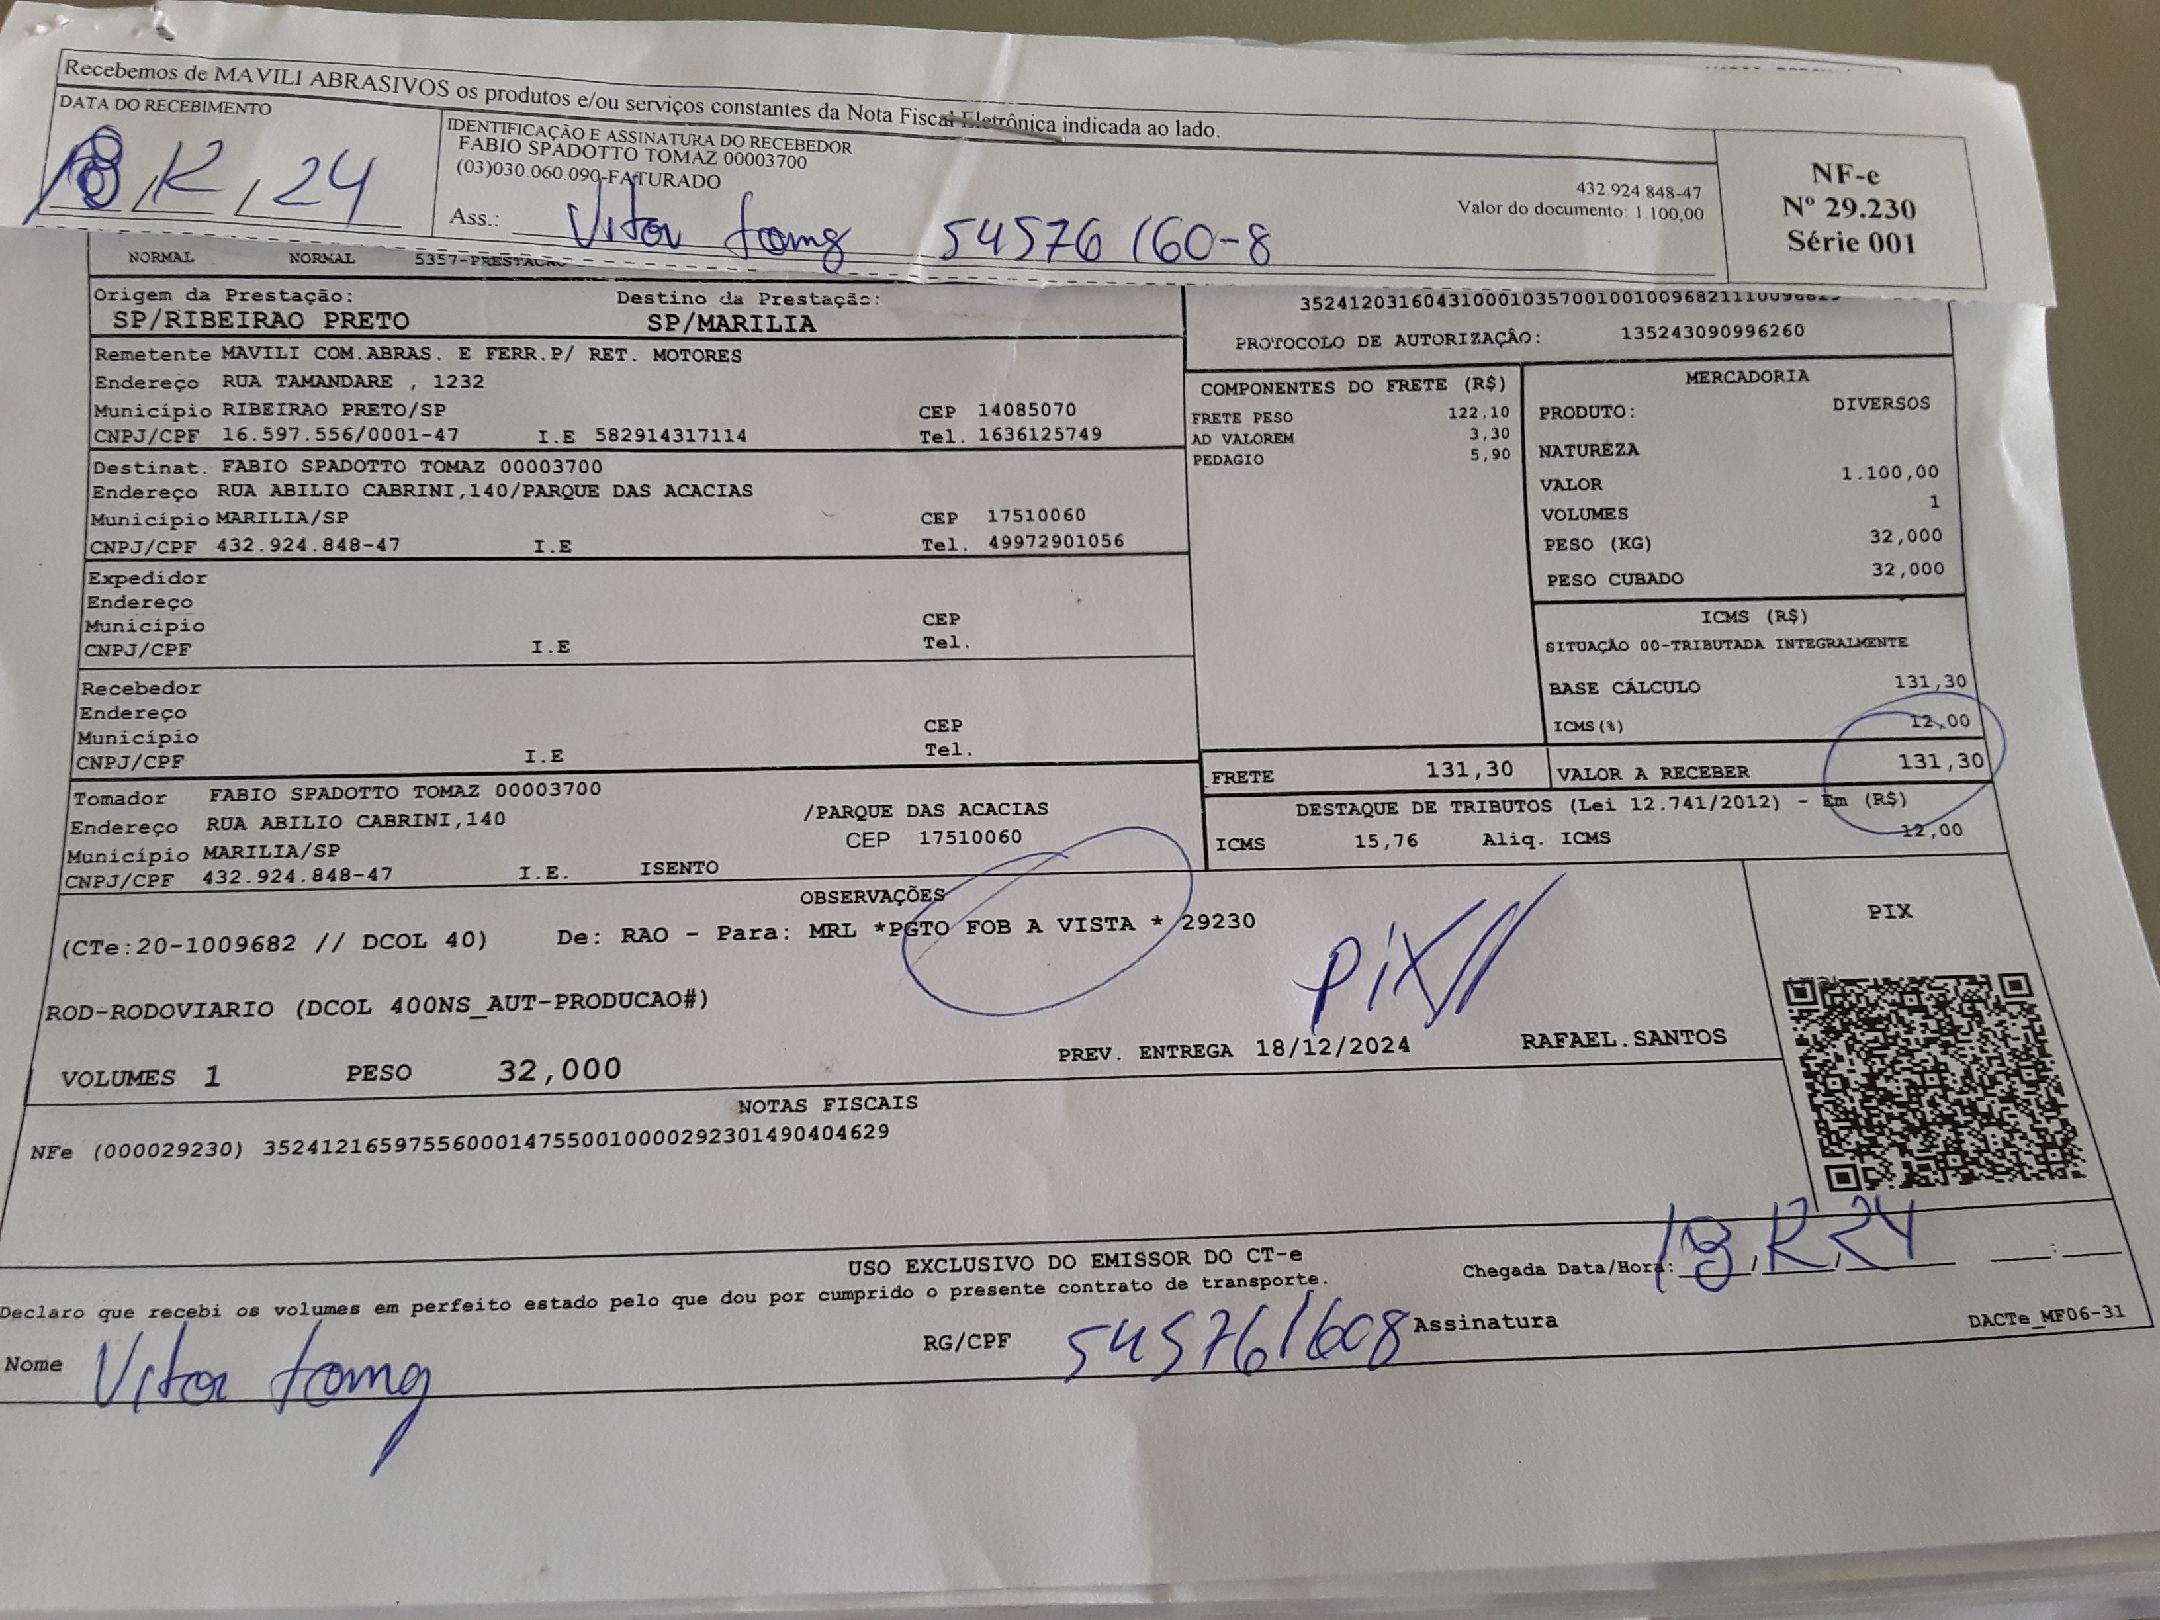 Recebemos de MAVILI ABRASIVOS os produtos e/ou serviços constantes da Nota Fiscal Eletrônica indicada ao lado.
DATA DO RECEBIMENTO
18/12/24
IDENTIFICAÇÃO E ASSINATURA DO RECEBEDOR
FABIO SPADOTTO TOMAZ 00003700
(03)030.060.090-FATURADO
432.924.848-47
Valor do documento: 1.100,00
Ass.: Vitor 54576160-8
NF-e
Nº 29.230
Série 001
NORMAL NORMAL 5357-PRESTACAO
Origem da Prestação: Destino da Prestação:
SP/RIBEIRAO PRETO SP/MARILIA
PROTOCOLO DE AUTORIZAÇÂO: 135243090996260
Remetente MAVILI COM.ABRAS. E FERR.P/ RET. MOTORES
Endereço RUA TAMANDARE , 1232
Município RIBEIRAO PRETO/SP CEP 14085070
CNPJ/CPF 16.597.556/0001-47 I.E 582914317114 Tel. 1636125749
Destinat. FABIO SPADOTTO TOMAZ 00003700
Endereço RUA ABILIO CABRINI,140/PARQUE DAS ACACIAS
Município MARILIA/SP CEP 17510060
CNPJ/CPF 432.924.848-47 I.E Tel. 49972901056
Expedidor
Endereço
Município CEP
CNPJ/CPF I.E Tel.
Recebedor
Endereço
Município CEP
CNPJ/CPF I.E Tel.
Tomador FABIO SPADOTTO TOMAZ 00003700
Endereço RUA ABILIO CABRINI,140 /PARQUE DAS ACACIAS
Município MARILIA/SP CEP 17510060
CNPJ/CPF 432.924.848-47 I.E. ISENTO
COMPONENTES DO FRETE (R$)
FRETE PESO 122,10
AD VALOREM 3,30
PEDAGIO 5,90
MERCADORIA
PRODUTO: DIVERSOS
NATUREZA
VALOR 1.100,00
VOLUMES 1
PESO (KG) 32,000
PESO CUBADO 32,000
ICMS (R$)
SITUAÇÃO 00-TRIBUTADA INTEGRALMENTE
BASE CÁLCULO 131,30
ICMS(%) 12,00
FRETE 131,30 VALOR A RECEBER 131,30
DESTAQUE DE TRIBUTOS (Lei 12.741/2012) - Em (R$)
ICMS 15,76 Aliq. ICMS 12,00
OBSERVAÇÕES
(CTe:20-1009682 // DCOL 40) De: RAO - Para: MRL *PGTO FOB A VISTA * 29230
pix
PIX
ROD-RODOVIARIO (DCOL 400NS_AUT-PRODUCAO#)
VOLUMES 1 PESO 32,000 PREV. ENTREGA 18/12/2024 RAFAEL.SANTOS
NOTAS FISCAIS
NFe (000029230) 35241216597556000147550010000292301490404629
USO EXCLUSIVO DO EMISSOR DO CT-e
Declaro que recebi os volumes em perfeito estado pelo que dou por cumprido o presente contrato de transporte.
Chegada Data/Hora: 18/12/24 :
Nome Vitor RG/CPF 545761608 Assinatura
DACTe_MF06-31